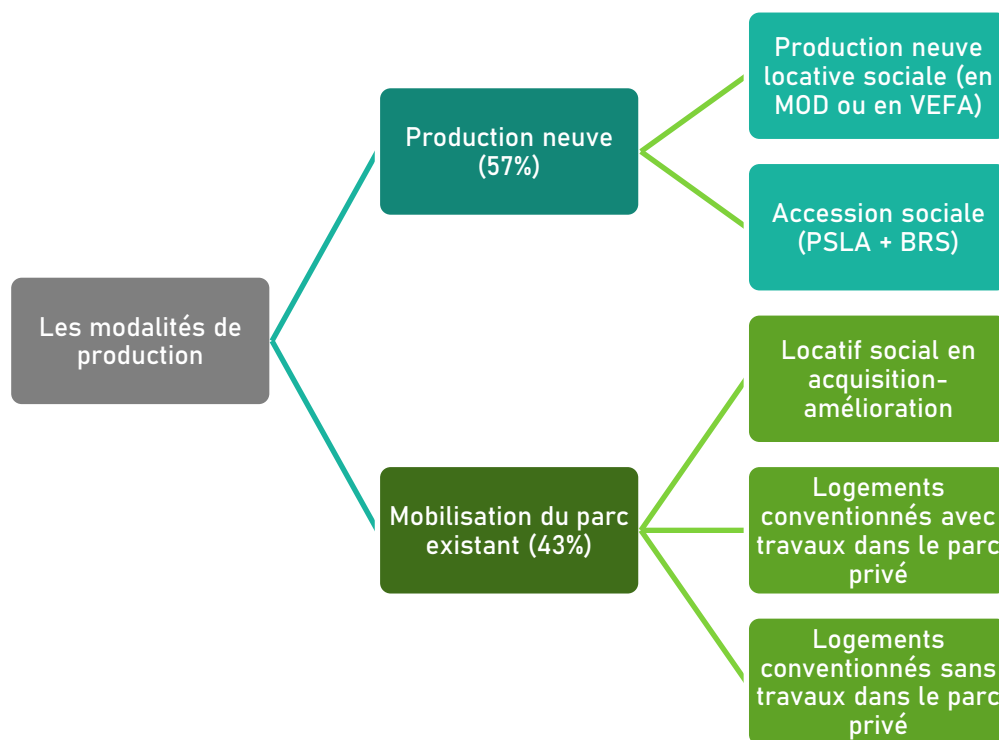 Les modalités de
production
Production neuve
(57%)
Production neuve
locative sociale (en
MOD ou en VEFA)
Accession sociale
(PSLA + BRS)
Mobilisation du parc
existant (43%)
Locatif social en
acquisition-
amélioration
Logements
conventionnés avec
travaux dans le parc
privé
Logements
conventionnés sans
travaux dans le parc
privé